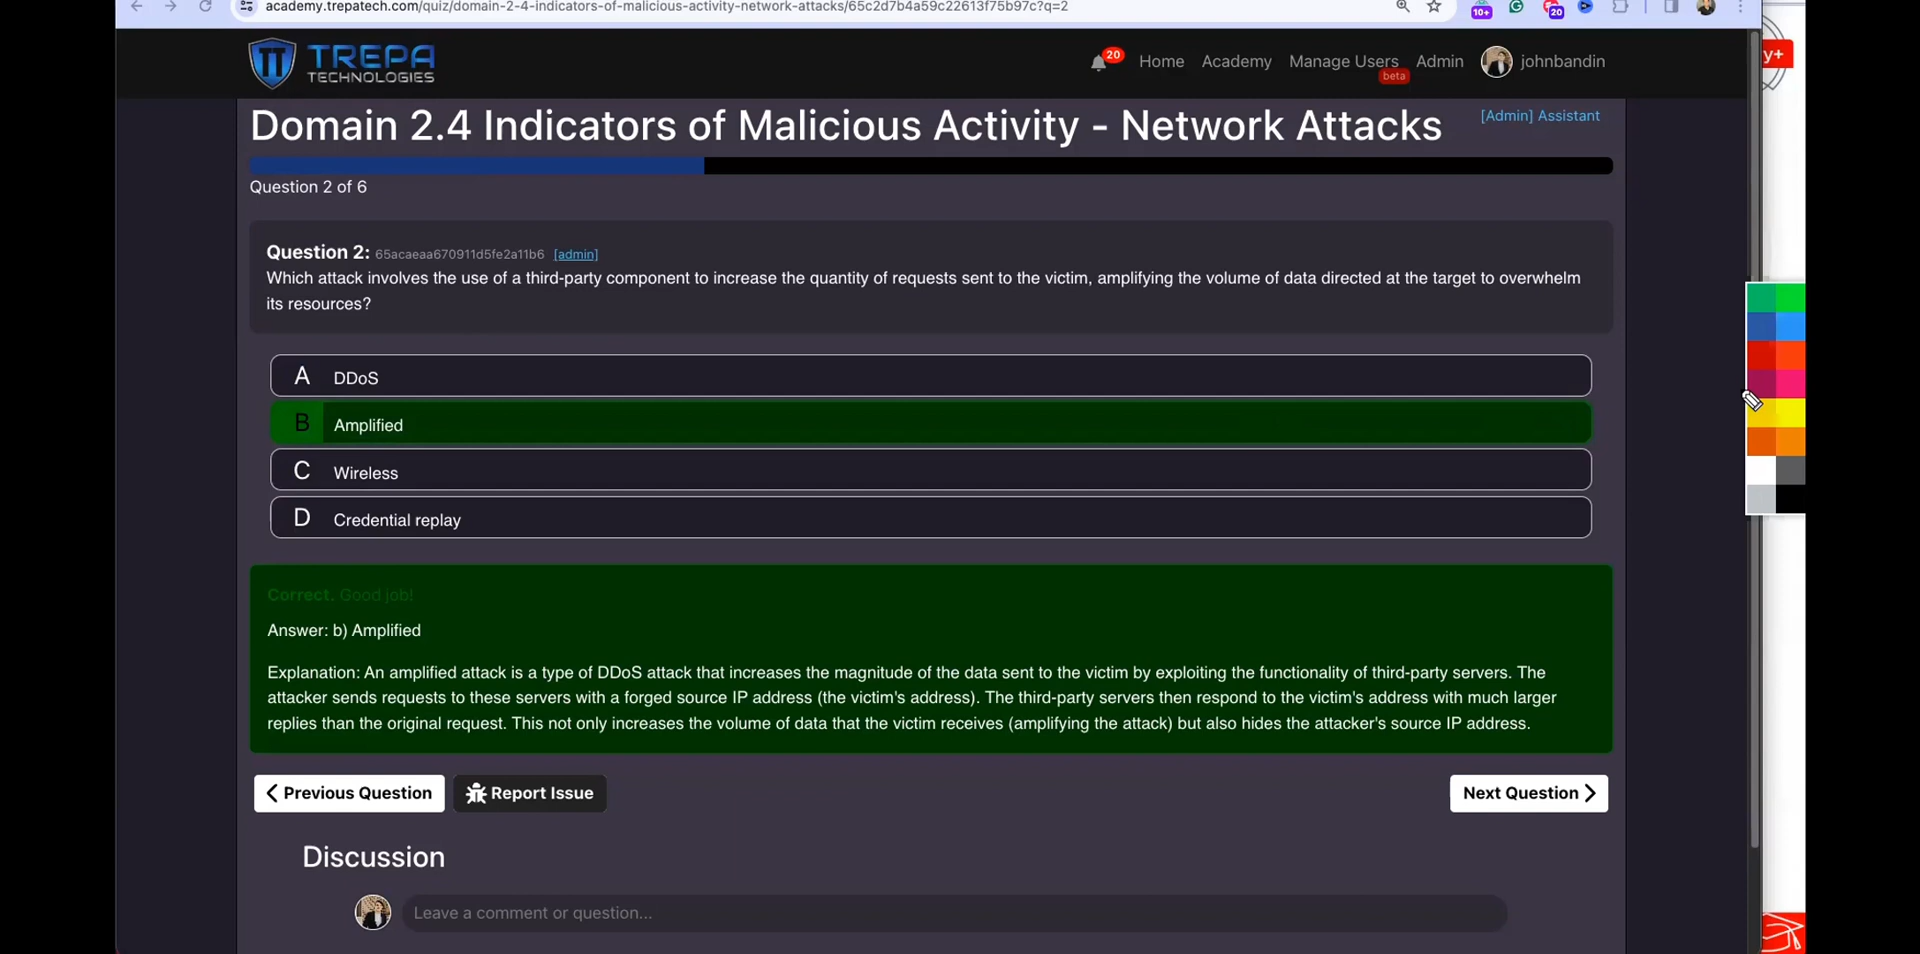 academy.trepatech.com/quiz/domain-2-4-indicators-of-malicious-activity-network-attacks/65c2d7b4a59c22613f75b97c?q=2
10+
20
TREPA
TECHNOLOGIES
20
Home
Academy
Manage Users
beta
Admin
johnbandin
y+
Domain 2.4 Indicators of Malicious Activity - Network Attacks
[Admin] Assistant
Question 2 of 6
Question 2: 65acaeaa670911d5fe2a11b6 [admin]
Which attack involves the use of a third-party component to increase the quantity of requests sent to the victim, amplifying the volume of data directed at the target to overwhelm
its resources?
A DDoS
B Amplified
C Wireless
D Credential replay
Correct. Good job!
Answer: b) Amplified
Explanation: An amplified attack is a type of DDoS attack that increases the magnitude of the data sent to the victim by exploiting the functionality of third-party servers. The
attacker sends requests to these servers with a forged source IP address (the victim's address). The third-party servers then respond to the victim's address with much larger
replies than the original request. This not only increases the volume of data that the victim receives (amplifying the attack) but also hides the attacker's source IP address.
Previous Question
Report Issue
Next Question
Discussion
Leave a comment or question...